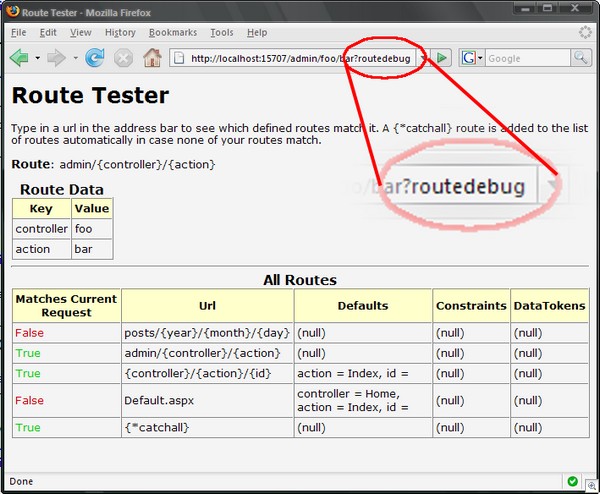 Route Tester - Mozilla Firefox
File Edit View History Bookmarks Tools Help
http://localhost:15707/admin/foo/bar?routedebug
G Google
Route Tester
Type in a url in the address bar to see which defined routes match it. A {*catchall} route is added to the list
of routes automatically in case none of your routes match.
o/bar?routedebug
Route: admin/{controller}/{action}
Route Data
Key Value
controller foo
action bar
All Routes
Matches Current
Request Url Defaults Constraints DataTokens
False posts/{year}/{month}/{day} (null) (null) (null)
True admin/{controller}/{action} (null) (null) (null)
True {controller}/{action}/{id} action = Index, id = (null) (null)
False Default.aspx controller = Home,
action = Index, id = (null) (null)
True {*catchall} (null) (null) (null)
Done